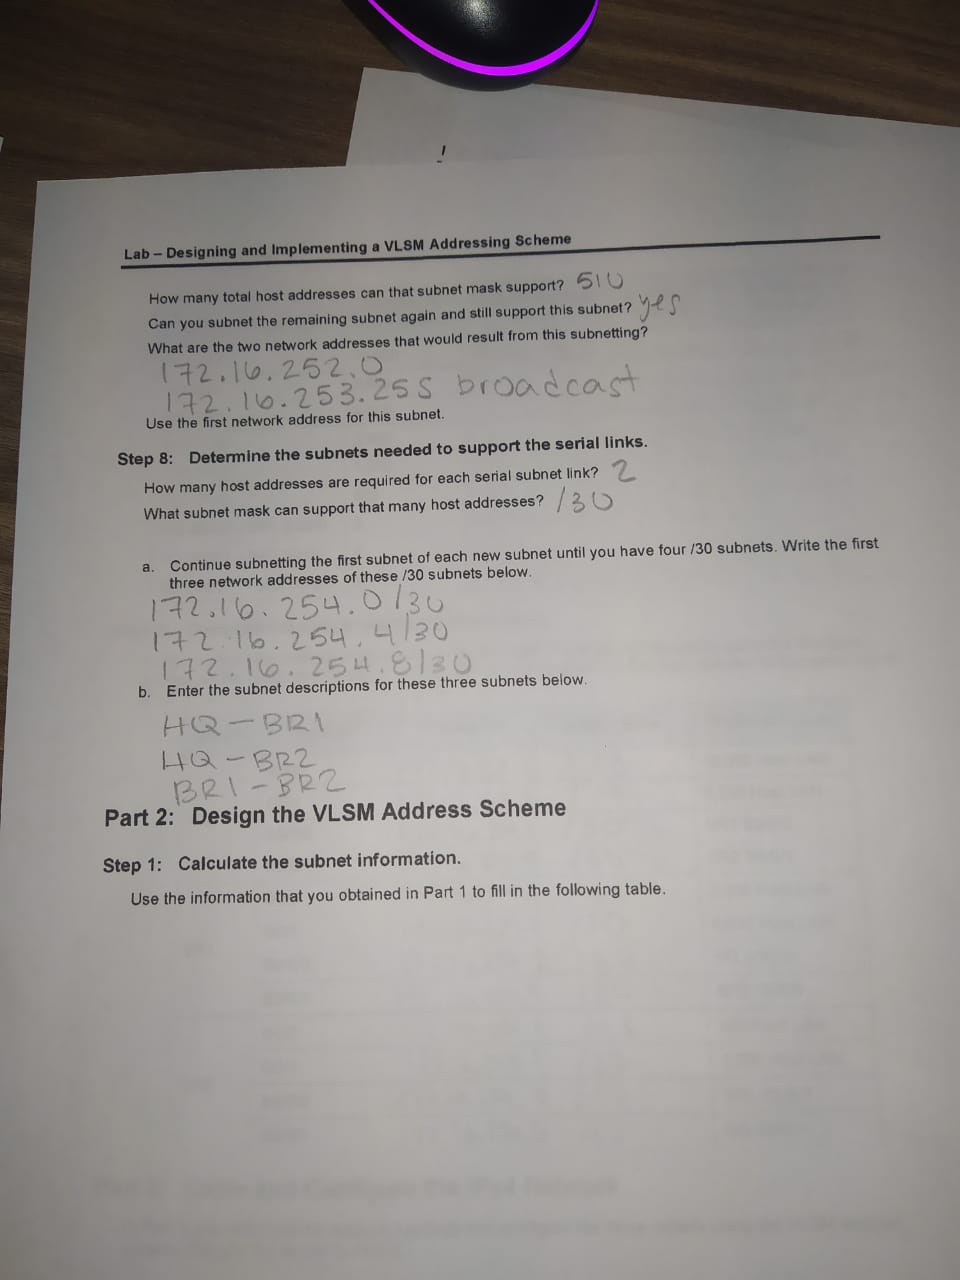 Lab – Designing and Implementing a VLSM Addressing Scheme
How many total host addresses can that subnet mask support? 510
Can you subnet the remaining subnet again and still support this subnet? yes
What are the two network addresses that would result from this subnetting?
172.16.252.0
172.16.253.255 broadcast
Use the first network address for this subnet.
Step 8: Determine the subnets needed to support the serial links.
How many host addresses are required for each serial subnet link? 2
What subnet mask can support that many host addresses? /30
a. Continue subnetting the first subnet of each new subnet until you have four /30 subnets. Write the first
three network addresses of these /30 subnets below.
172.16.254.0/30
172.16.254.4/30
172.16.254.8/30
b. Enter the subnet descriptions for these three subnets below.
HQ-BR1
HQ-BR2
BR1-BR2
Part 2: Design the VLSM Address Scheme
Step 1: Calculate the subnet information.
Use the information that you obtained in Part 1 to fill in the following table.